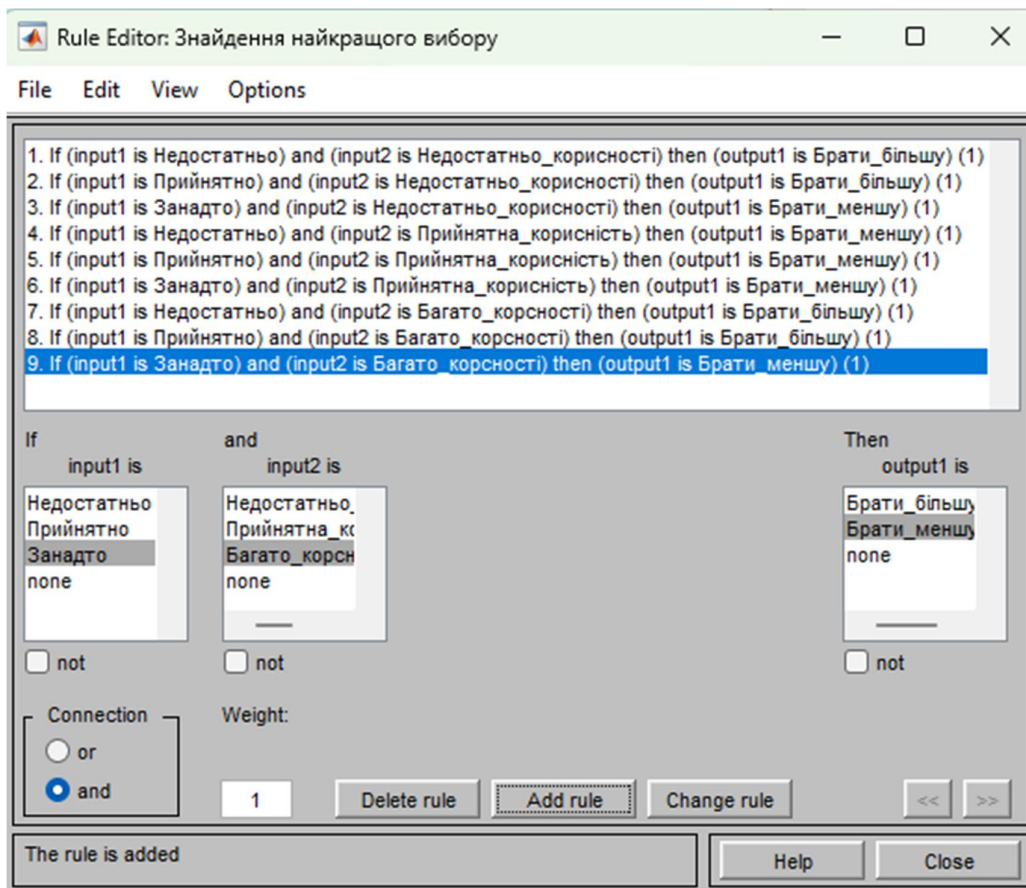 Rule Editor: Знайдення найкращого вибору
File Edit View Options
1. If (input1 is Недостатньо) and (input2 is Недостатньо_корисності) then (output1 is Брати_більшу) (1)
2. If (input1 is Прийнятно) and (input2 is Недостатньо_корисності) then (output1 is Брати_більшу) (1)
3. If (input1 is Занадто) and (input2 is Недостатньо_корисності) then (output1 is Брати_меншу) (1)
4. If (input1 is Недостатньо) and (input2 is Прийнятна_корисність) then (output1 is Брати_меншу) (1)
5. If (input1 is Прийнятно) and (input2 is Прийнятна_корисність) then (output1 is Брати_меншу) (1)
6. If (input1 is Занадто) and (input2 is Прийнятна_корисність) then (output1 is Брати_меншу) (1)
7. If (input1 is Недостатньо) and (input2 is Багато_корсності) then (output1 is Брати_більшу) (1)
8. If (input1 is Прийнятно) and (input2 is Багато_корсності) then (output1 is Брати_більшу) (1)
9. If (input1 is Занадто) and (input2 is Багато_корсності) then (output1 is Брати_меншу) (1)
If and Then
input1 is input2 is output1 is
Недостатньо Недостатньо_ Брати_більшу
Прийнятно Прийнятна_ко Брати_меншу
Занадто Багато_корсн none
none none
not not not
Connection Weight:
or
and 1 Delete rule Add rule Change rule << >>
The rule is added Help Close